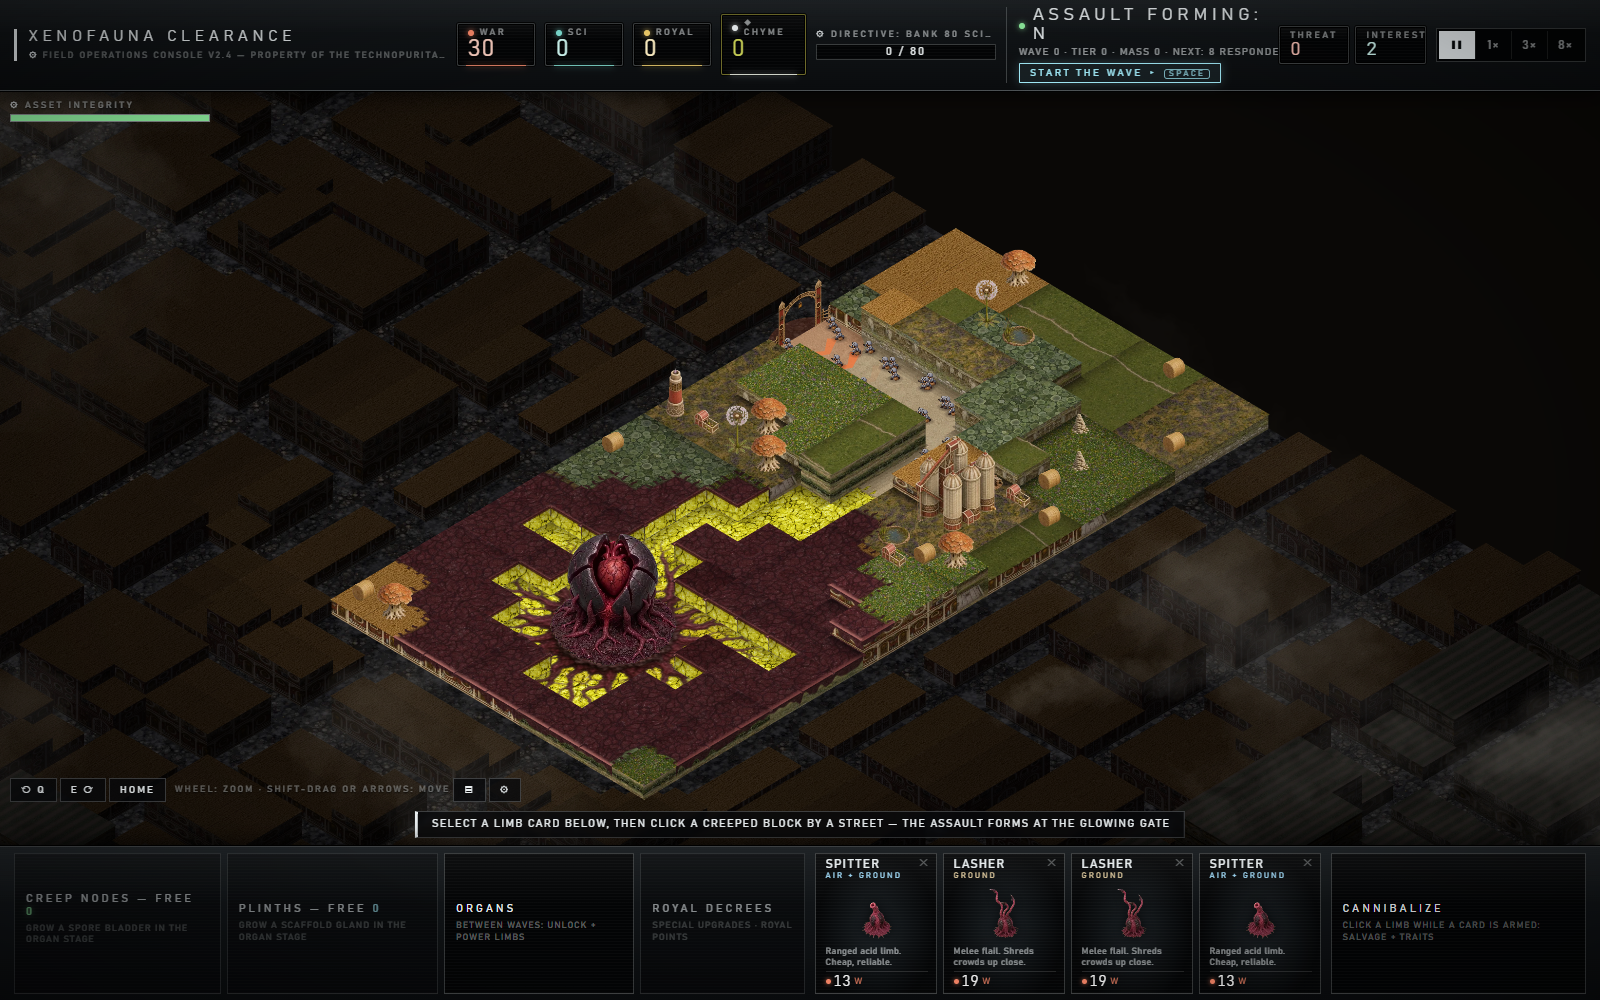 XENOFAUNA CLEARANCE
FIELD OPERATIONS CONSOLE V2.4 — PROPERTY OF THE TECHNOPURITA…
WAR
30
SCI
0
ROYAL
0
CHYME
0
DIRECTIVE: BANK 80 SCI…
0 / 80
ASSAULT FORMING:
N
WAVE 0 · TIER 0 · MASS 0 · NEXT: 8 RESPONDE
START THE WAVE ▸ SPACE
THREAT
0
INTEREST
2
1×
3×
8×
ASSET INTEGRITY
Q
E
HOME
WHEEL: ZOOM · SHIFT-DRAG OR ARROWS: MOVE
SELECT A LIMB CARD BELOW, THEN CLICK A CREEPED BLOCK BY A STREET — THE ASSAULT FORMS AT THE GLOWING GATE
CREEP NODES — FREE
0
GROW A SPORE BLADDER IN THE
ORGAN STAGE
PLINTHS — FREE 0
GROW A SCAFFOLD GLAND IN THE
ORGAN STAGE
ORGANS
BETWEEN WAVES: UNLOCK +
POWER LIMBS
ROYAL DECREES
SPECIAL UPGRADES · ROYAL
POINTS
SPITTER
AIR + GROUND
Ranged acid limb.
Cheap, reliable.
13 W
LASHER
GROUND
Melee flail. Shreds
crowds up close.
19 W
LASHER
GROUND
Melee flail. Shreds
crowds up close.
19 W
SPITTER
AIR + GROUND
Ranged acid limb.
Cheap, reliable.
13 W
CANNIBALIZE
CLICK A LIMB WHILE A CARD IS ARMED:
SALVAGE + TRAITS